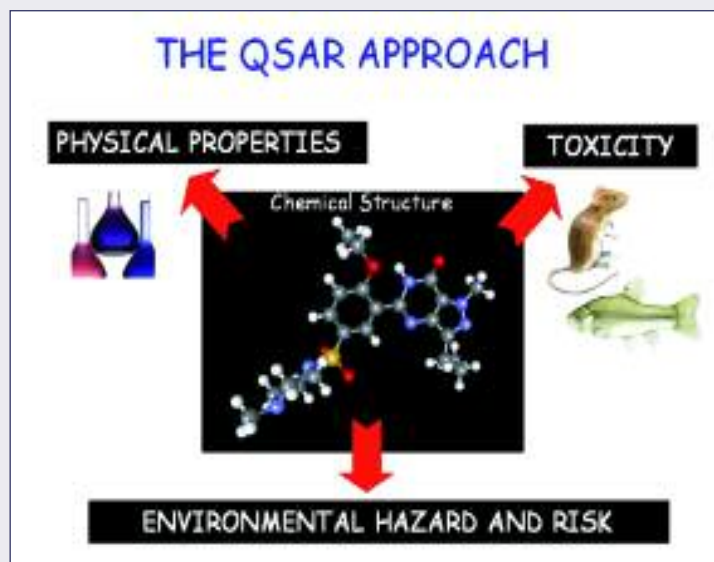 THE QSAR APPROACH
PHYSICAL PROPERTIES
TOXICITY
Chemical Structure
ENVIRONMENTAL HAZARD AND RISK